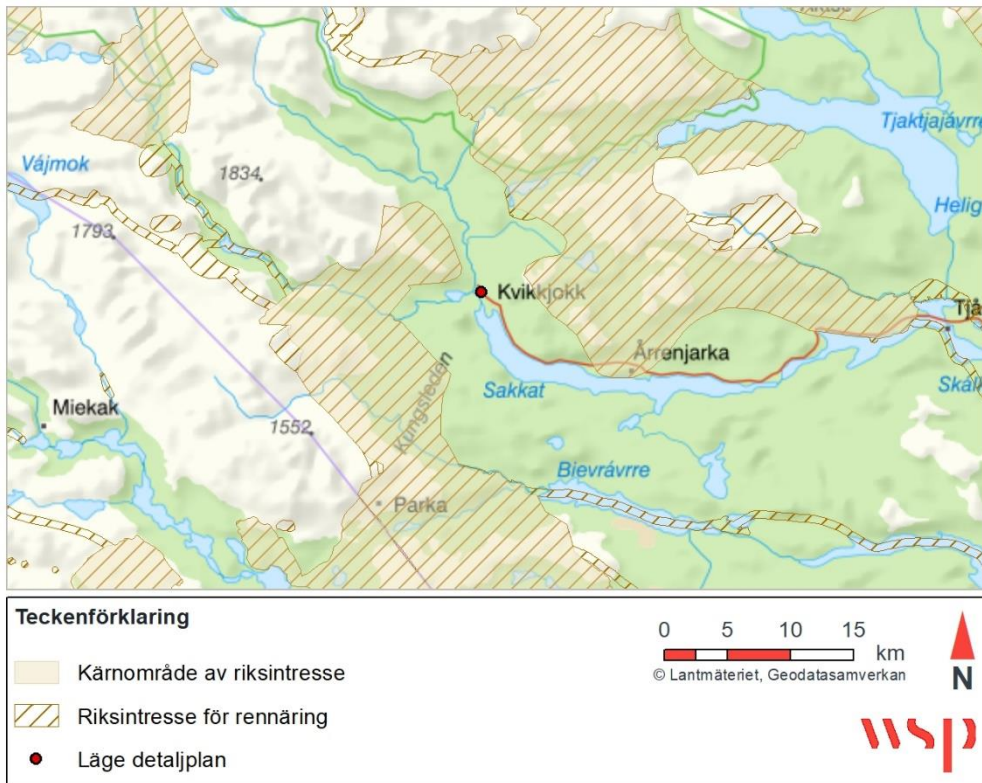 Tjaktjajávrre
Vájmok
1834
Helig
1793
Kvikkjokk
Tjå
Årrenjarka
Kungsleden
Sakkat
Skálk
Miekak
1552
Bievrávrre
Parka
Teckenförklaring
Kärnområde av riksintresse
Riksintresse för rennäring
Läge detaljplan
0 5 10 15
km
© Lantmäteriet, Geodatasamverkan
N
wsp